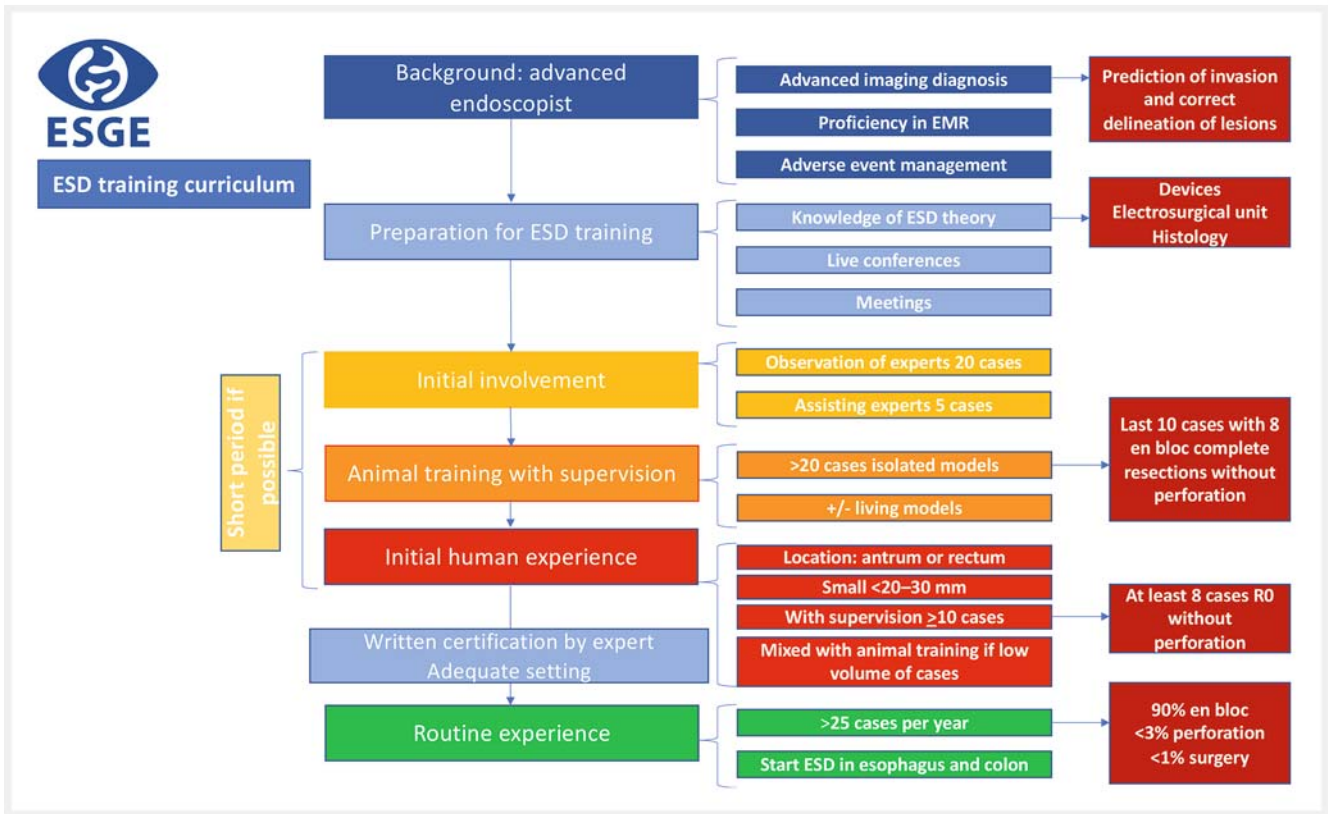 ESGE
ESD training curriculum
Background: advanced
endoscopist
Advanced imaging diagnosis
Proficiency in EMR
Adverse event management
Prediction of invasion
and correct
delineation of lesions
Preparation for ESD training
Knowledge of ESD theory
Live conferences
Meetings
Devices
Electrosurgical unit
Histology
Short period if
possible
Initial involvement
Observation of experts 20 cases
Assisting experts 5 cases
Animal training with supervision
>20 cases isolated models
+/- living models
Last 10 cases with 8
en bloc complete
resections without
perforation
Initial human experience
Location: antrum or rectum
Small <20–30 mm
With supervision ≥10 cases
Mixed with animal training if low
volume of cases
At least 8 cases R0
without
perforation
Written certification by expert
Adequate setting
Routine experience
>25 cases per year
Start ESD in esophagus and colon
90% en bloc
<3% perforation
<1% surgery